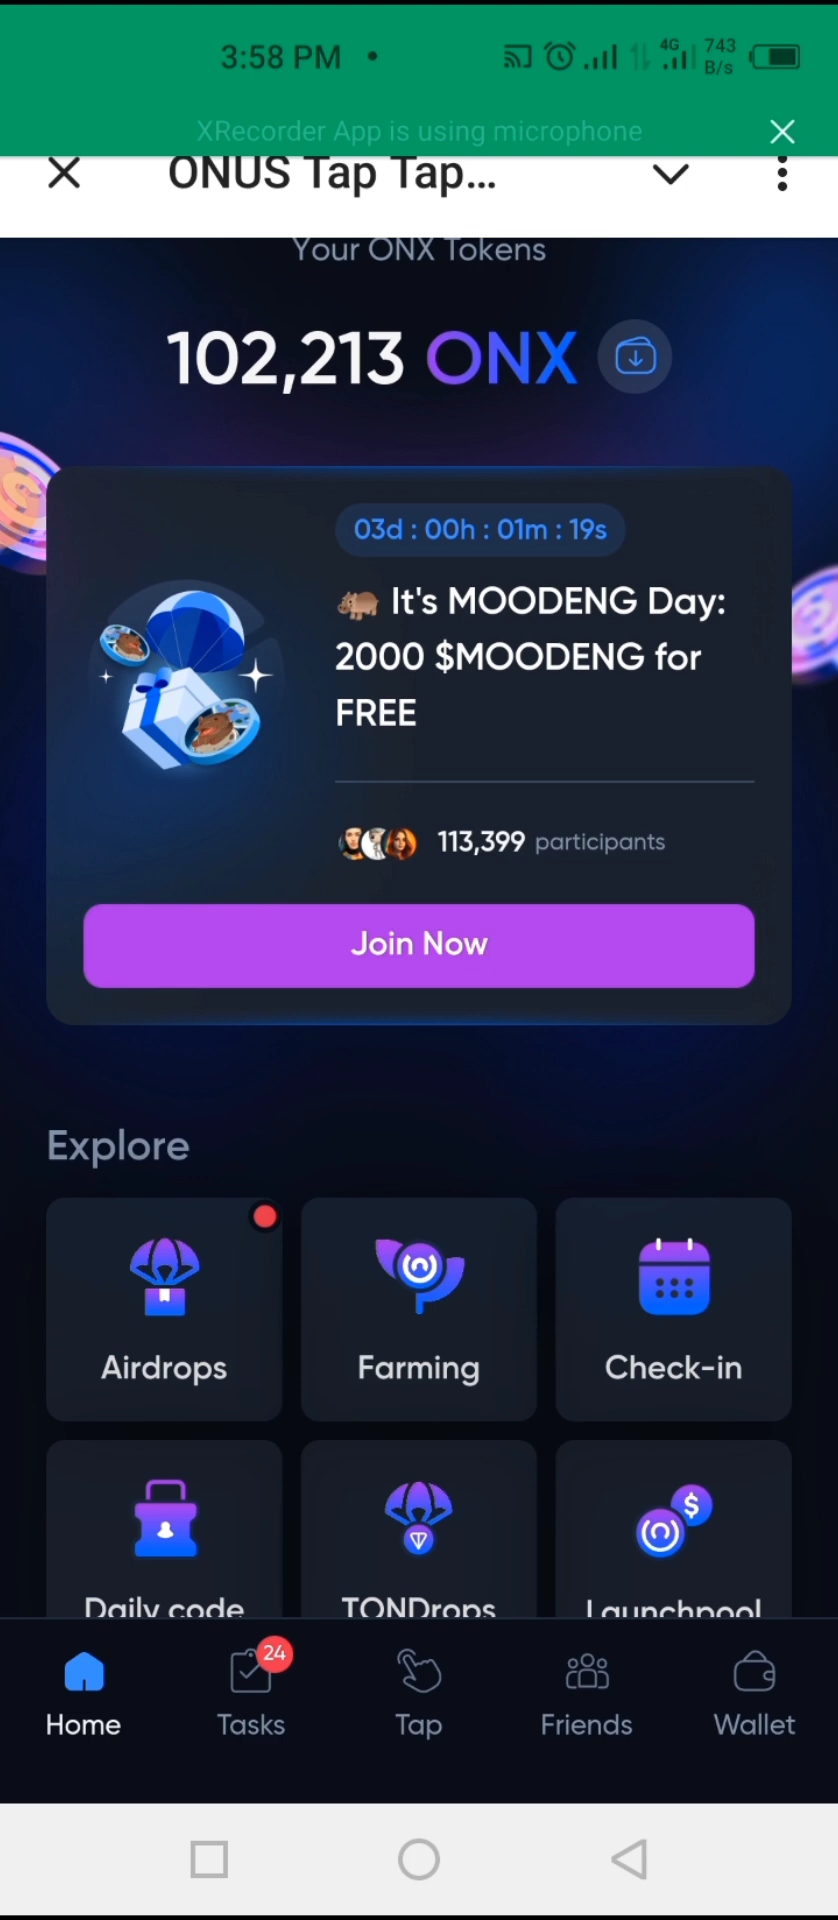 3:58 PM
4G
743
B/s
XRecorder App is using microphone
ONUS Tap Tap...
Your ONX Tokens
102,213 ONX
03d : 00h : 01m : 19s
It's MOODENG Day:
2000 $MOODENG for
FREE
113,399 participants
Join Now
Explore
Airdrops
Farming
Check-in
Daily code
TONDrops
Launchpool
24
Home
Tasks
Tap
Friends
Wallet